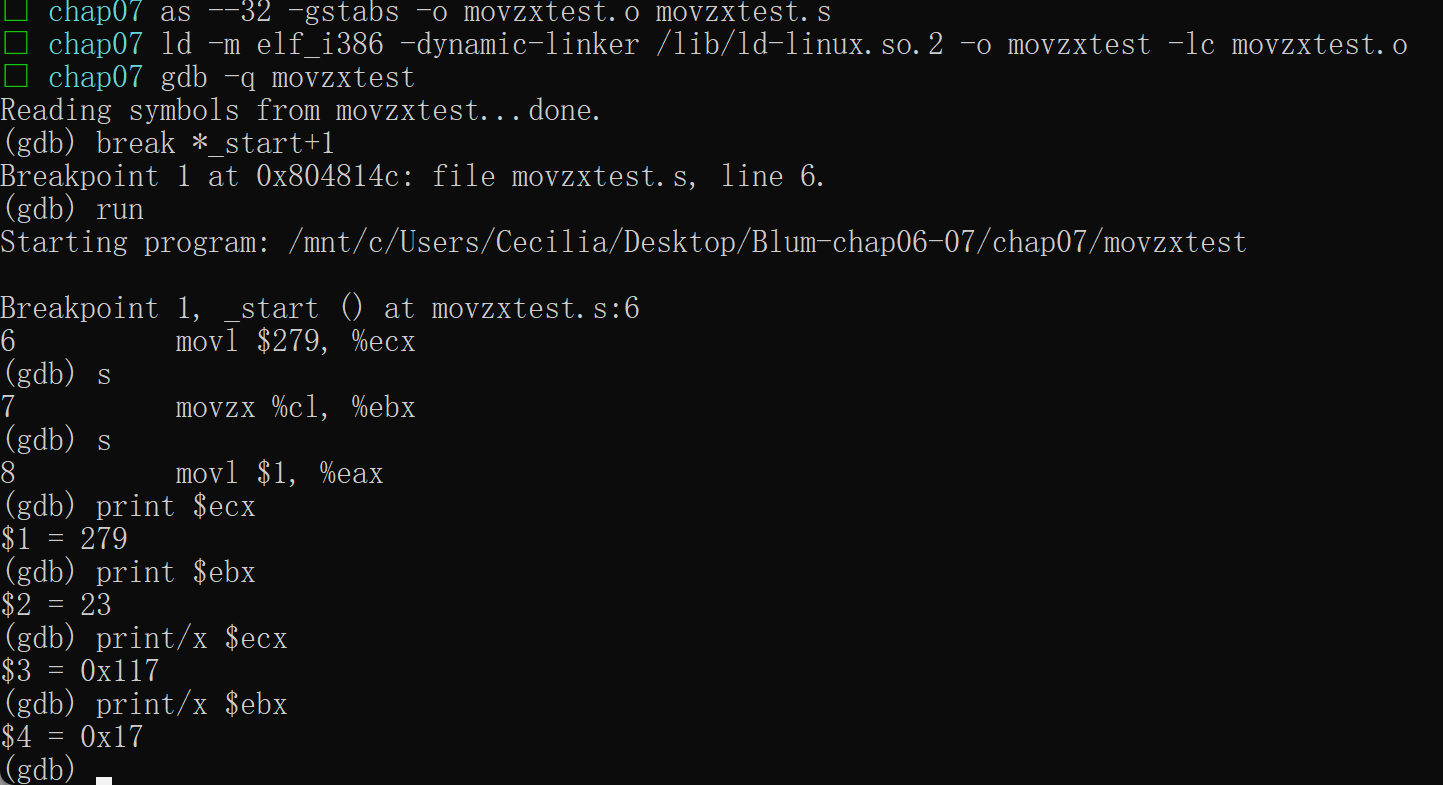 □ chap07 as --32 -gstabs -o movzxtest.o movzxtest.s
□ chap07 ld -m elf_i386 -dynamic-linker /lib/ld-linux.so.2 -o movzxtest -lc movzxtest.o
□ chap07 gdb -q movzxtest
Reading symbols from movzxtest...done.
(gdb) break *_start+1
Breakpoint 1 at 0x804814c: file movzxtest.s, line 6.
(gdb) run
Starting program: /mnt/c/Users/Cecilia/Desktop/Blum-chap06-07/chap07/movzxtest

Breakpoint 1, _start () at movzxtest.s:6
6          movl $279, %ecx
(gdb) s
7          movzx %cl, %ebx
(gdb) s
8          movl $1, %eax
(gdb) print $ecx
$1 = 279
(gdb) print $ebx
$2 = 23
(gdb) print/x $ecx
$3 = 0x117
(gdb) print/x $ebx
$4 = 0x17
(gdb)